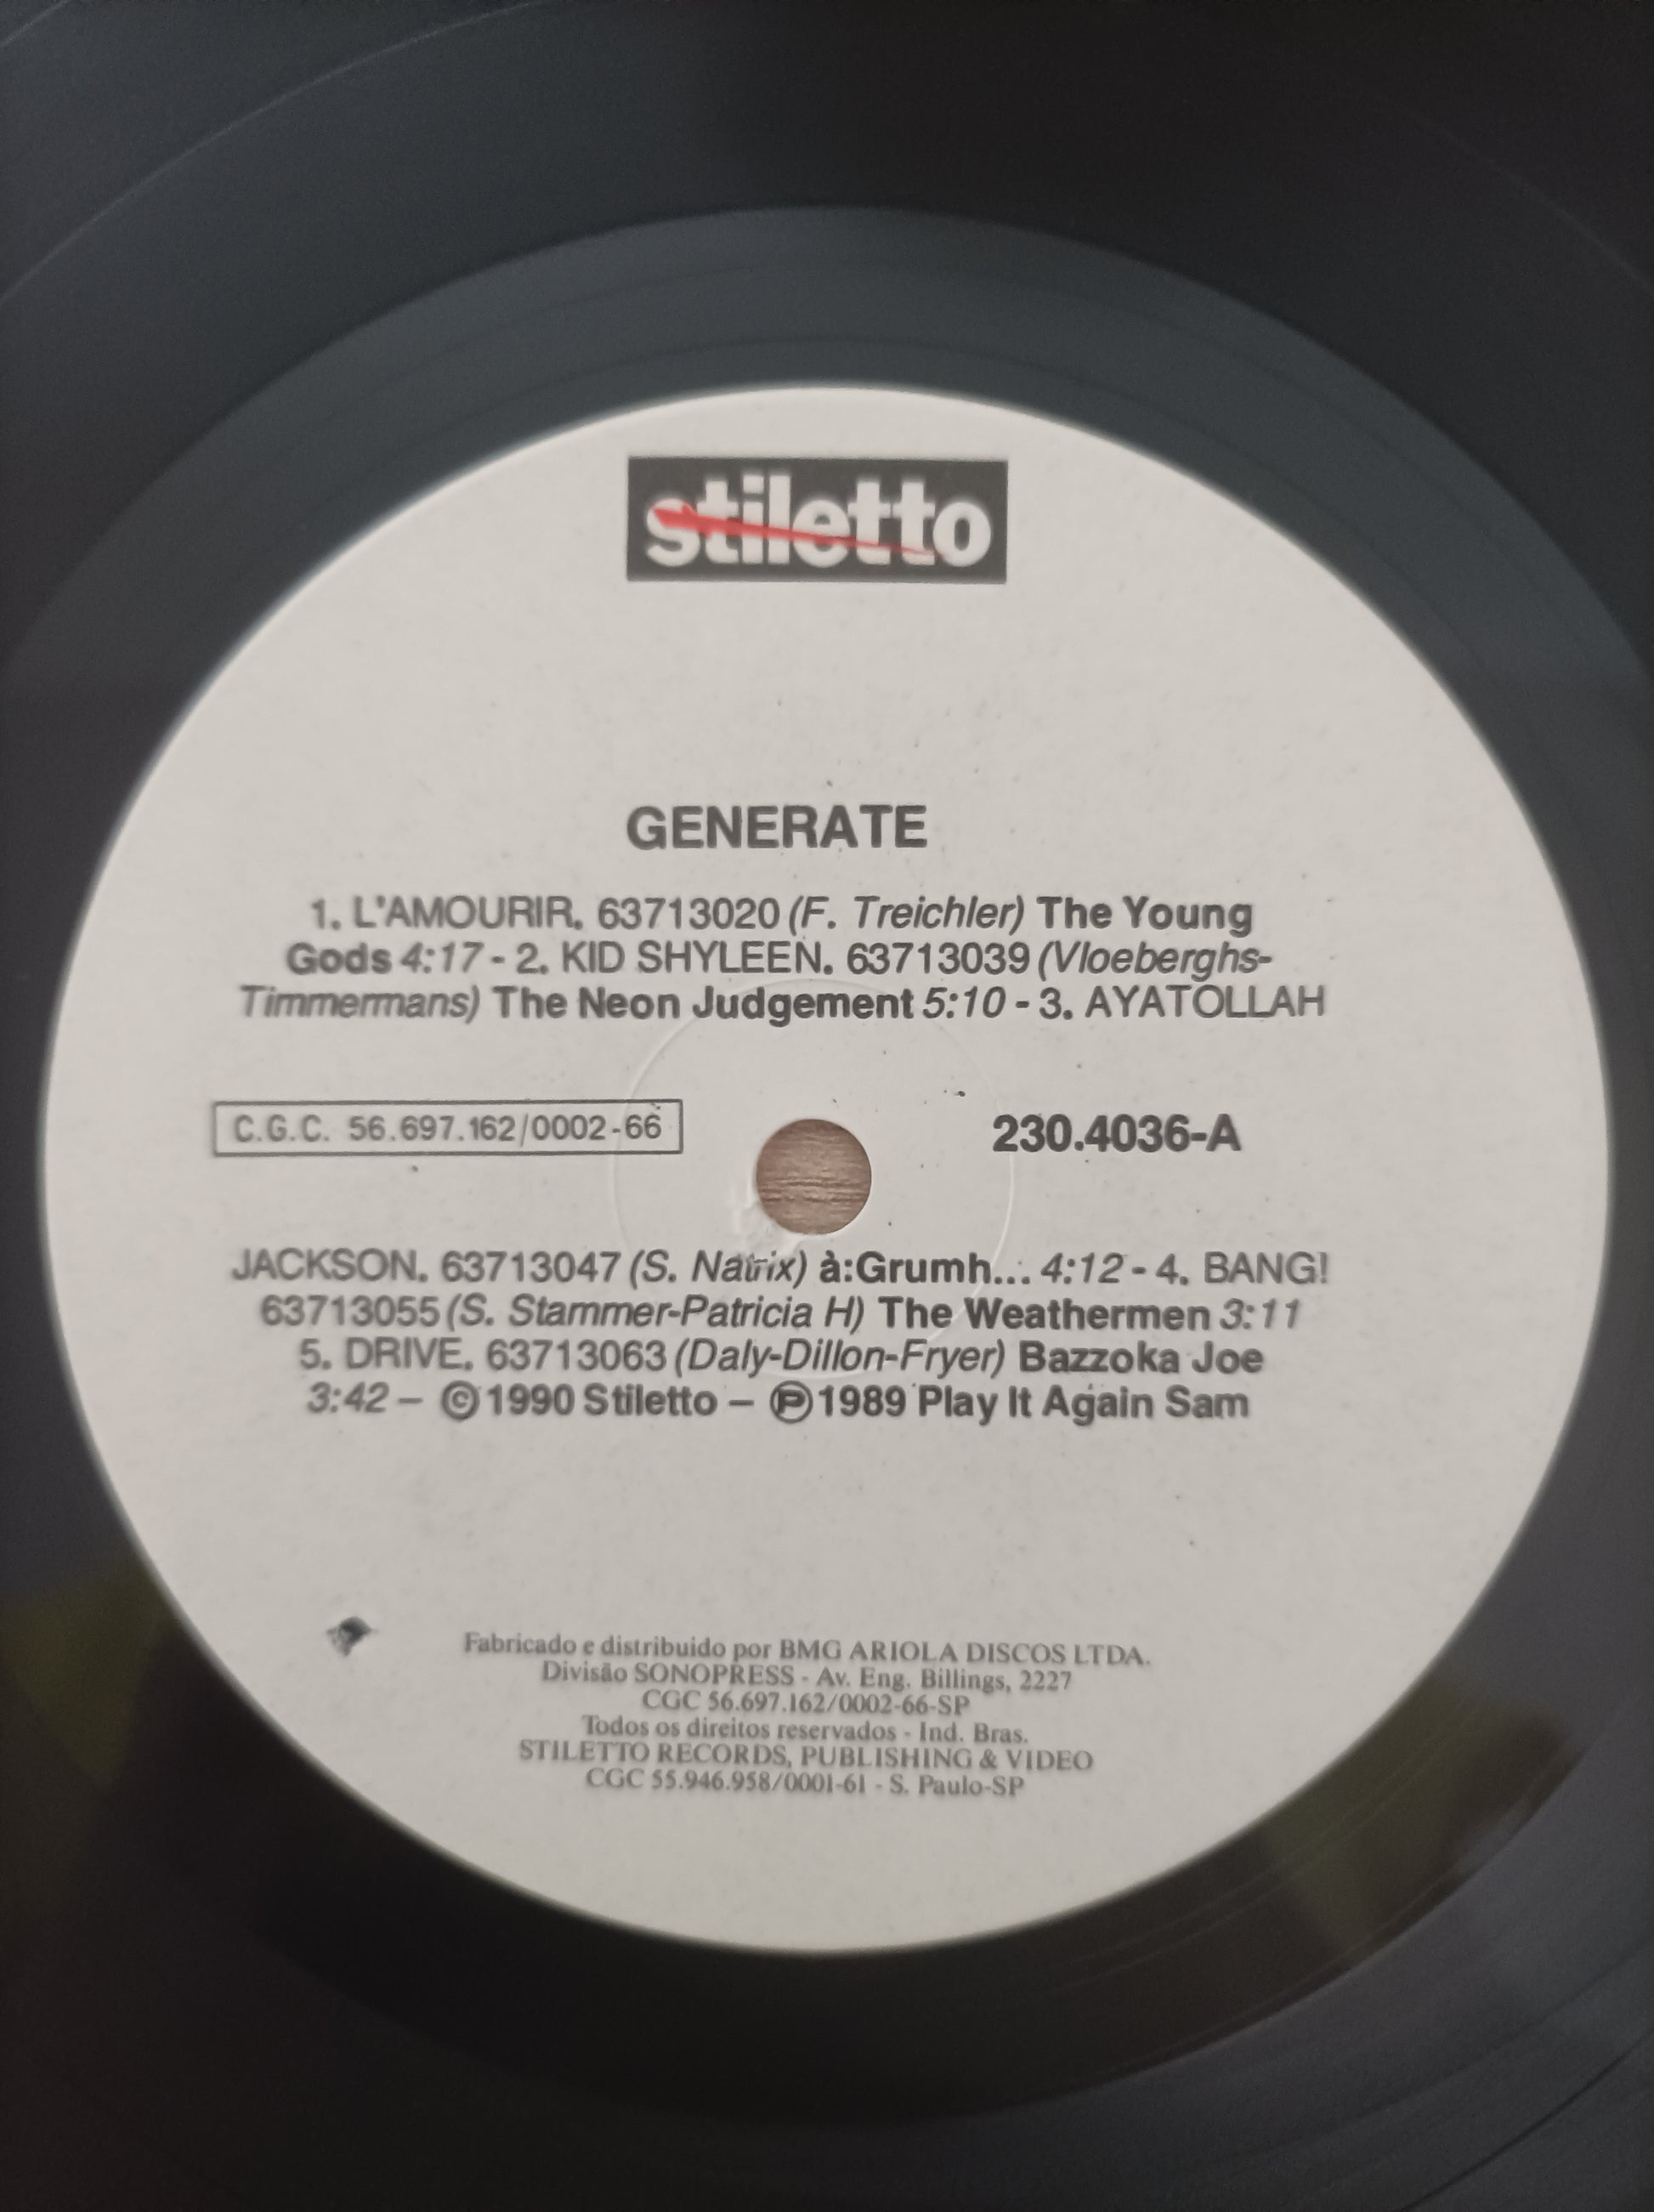 stiletto
GENERATE
1. L'AMOURIR. 63713020 (F. Treichler) The Young
Gods 4:17 - 2. KID SHYLEEN. 63713039 (Vloeberghs-
Timmermans) The Neon Judgement 5:10 - 3. AYATOLLAH
C.G.C. 56.697.162/0002-66
230.4036-A
JACKSON. 63713047 (S. Natrix) à:Grumh... 4:12 - 4. BANG!
63713055 (S. Stammer-Patricia H) The Weathermen 3:11
5. DRIVE. 63713063 (Daly-Dillon-Fryer) Bazzoka Joe
3:42 – ©1990 Stiletto – ℗1989 Play It Again Sam
Fabricado e distribuido por BMG ARIOLA DISCOS LTDA.
Divisão SONOPRESS - Av. Eng. Billings, 2227
CGC 56.697.162/0002-66-SP
Todos os direitos reservados - Ind. Bras.
STILETTO RECORDS, PUBLISHING & VIDEO
CGC 55.946.958/0001-61 - S. Paulo-SP